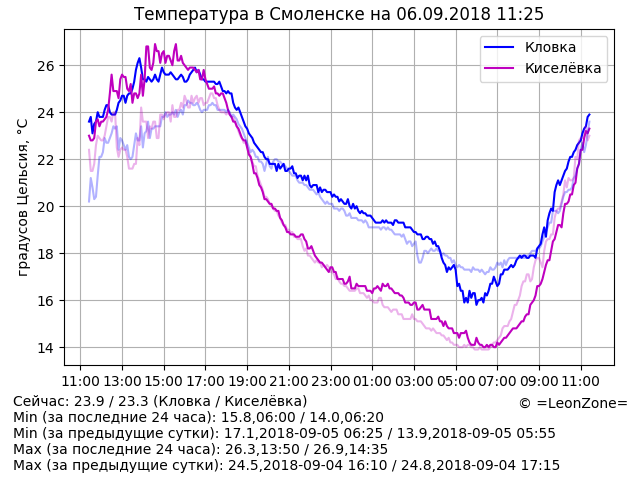 Температура в Смоленске на 06.09.2018 11:25
Кловка
Киселёвка
градусов Цельсия, °C
26
24
22
20
18
16
14
11:00 13:00 15:00 17:00 19:00 21:00 23:00 01:00 03:00 05:00 07:00 09:00 11:00
Сейчас: 23.9 / 23.3 (Кловка / Киселёвка)
© =LeonZone=
Min (за последние 24 часа): 15.8,06:00 / 14.0,06:20
Min (за предыдущие сутки): 17.1,2018-09-05 06:25 / 13.9,2018-09-05 05:55
Max (за последние 24 часа): 26.3,13:50 / 26.9,14:35
Max (за предыдущие сутки): 24.5,2018-09-04 16:10 / 24.8,2018-09-04 17:15